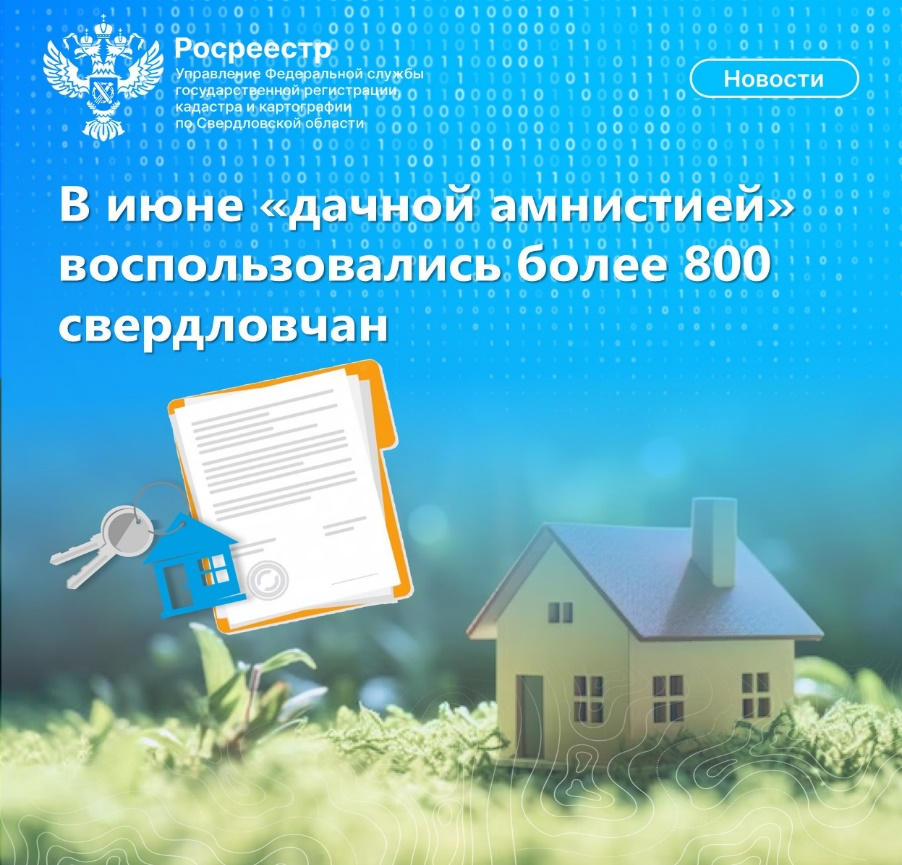 Росреестр
Управление Федеральной службы
государственной регистрации,
кадастра и картографии
по Свердловской области
Новости
В июне «дачной амнистией»
воспользовались более 800
свердловчан